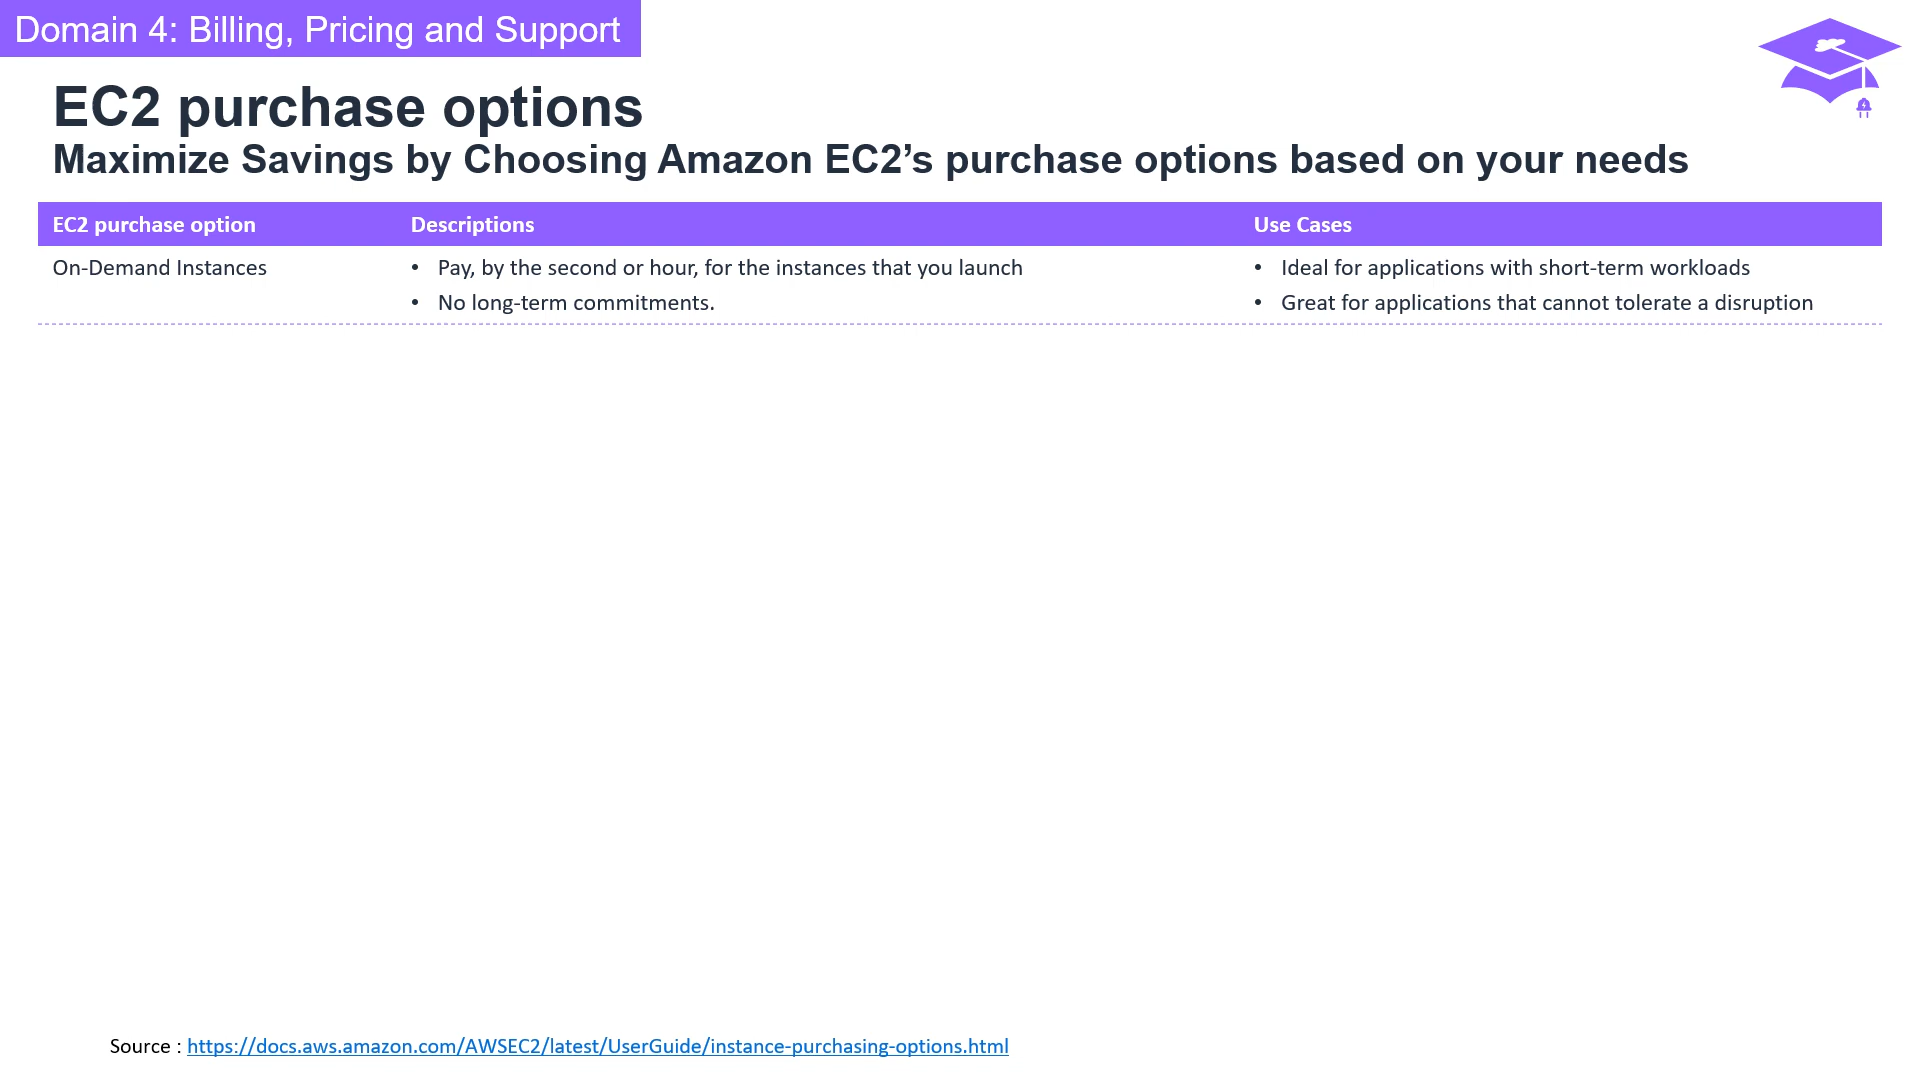 Domain 4: Billing, Pricing and Support
EC2 purchase options
Maximize Savings by Choosing Amazon EC2’s purchase options based on your needs
EC2 purchase option Descriptions Use Cases
On-Demand Instances • Pay, by the second or hour, for the instances that you launch • Ideal for applications with short-term workloads
• No long-term commitments. • Great for applications that cannot tolerate a disruption
Source : https://docs.aws.amazon.com/AWSEC2/latest/UserGuide/instance-purchasing-options.html